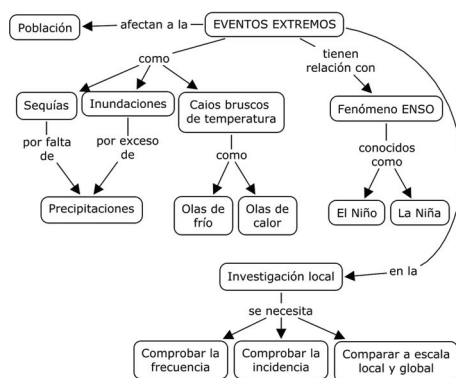 Población
afectan a la
EVENTOS EXTREMOS
como
tienen
relación con
Sequías
Inundaciones
Caios bruscos
de temperatura
Fenómeno ENSO
por falta
de
por exceso
de
como
conocidos
como
Precipitaciones
Olas de
frío
Olas de
calor
El Niño
La Niña
Investigación local
en la
se necesita
Comprobar la
frecuencia
Comprobar la
incidencia
Comparar a escala
local y global